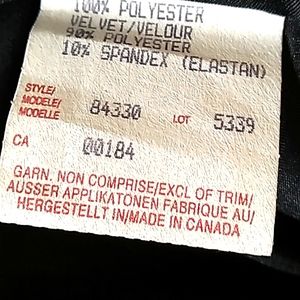 100% POLYESTER
VELVET/VELOUR
90% POLYESTER
10% SPANDEX (ELASTAN)
STYLE/
MODELE/
MODELLE
84330
LOT
5339
CA
00184
GARN. NON COMPRISE/EXCL OF TRIM/
AUSSER APPLIKATONEN FABRIQUE AU/
HERGESTELLT IN/MADE IN CANADA